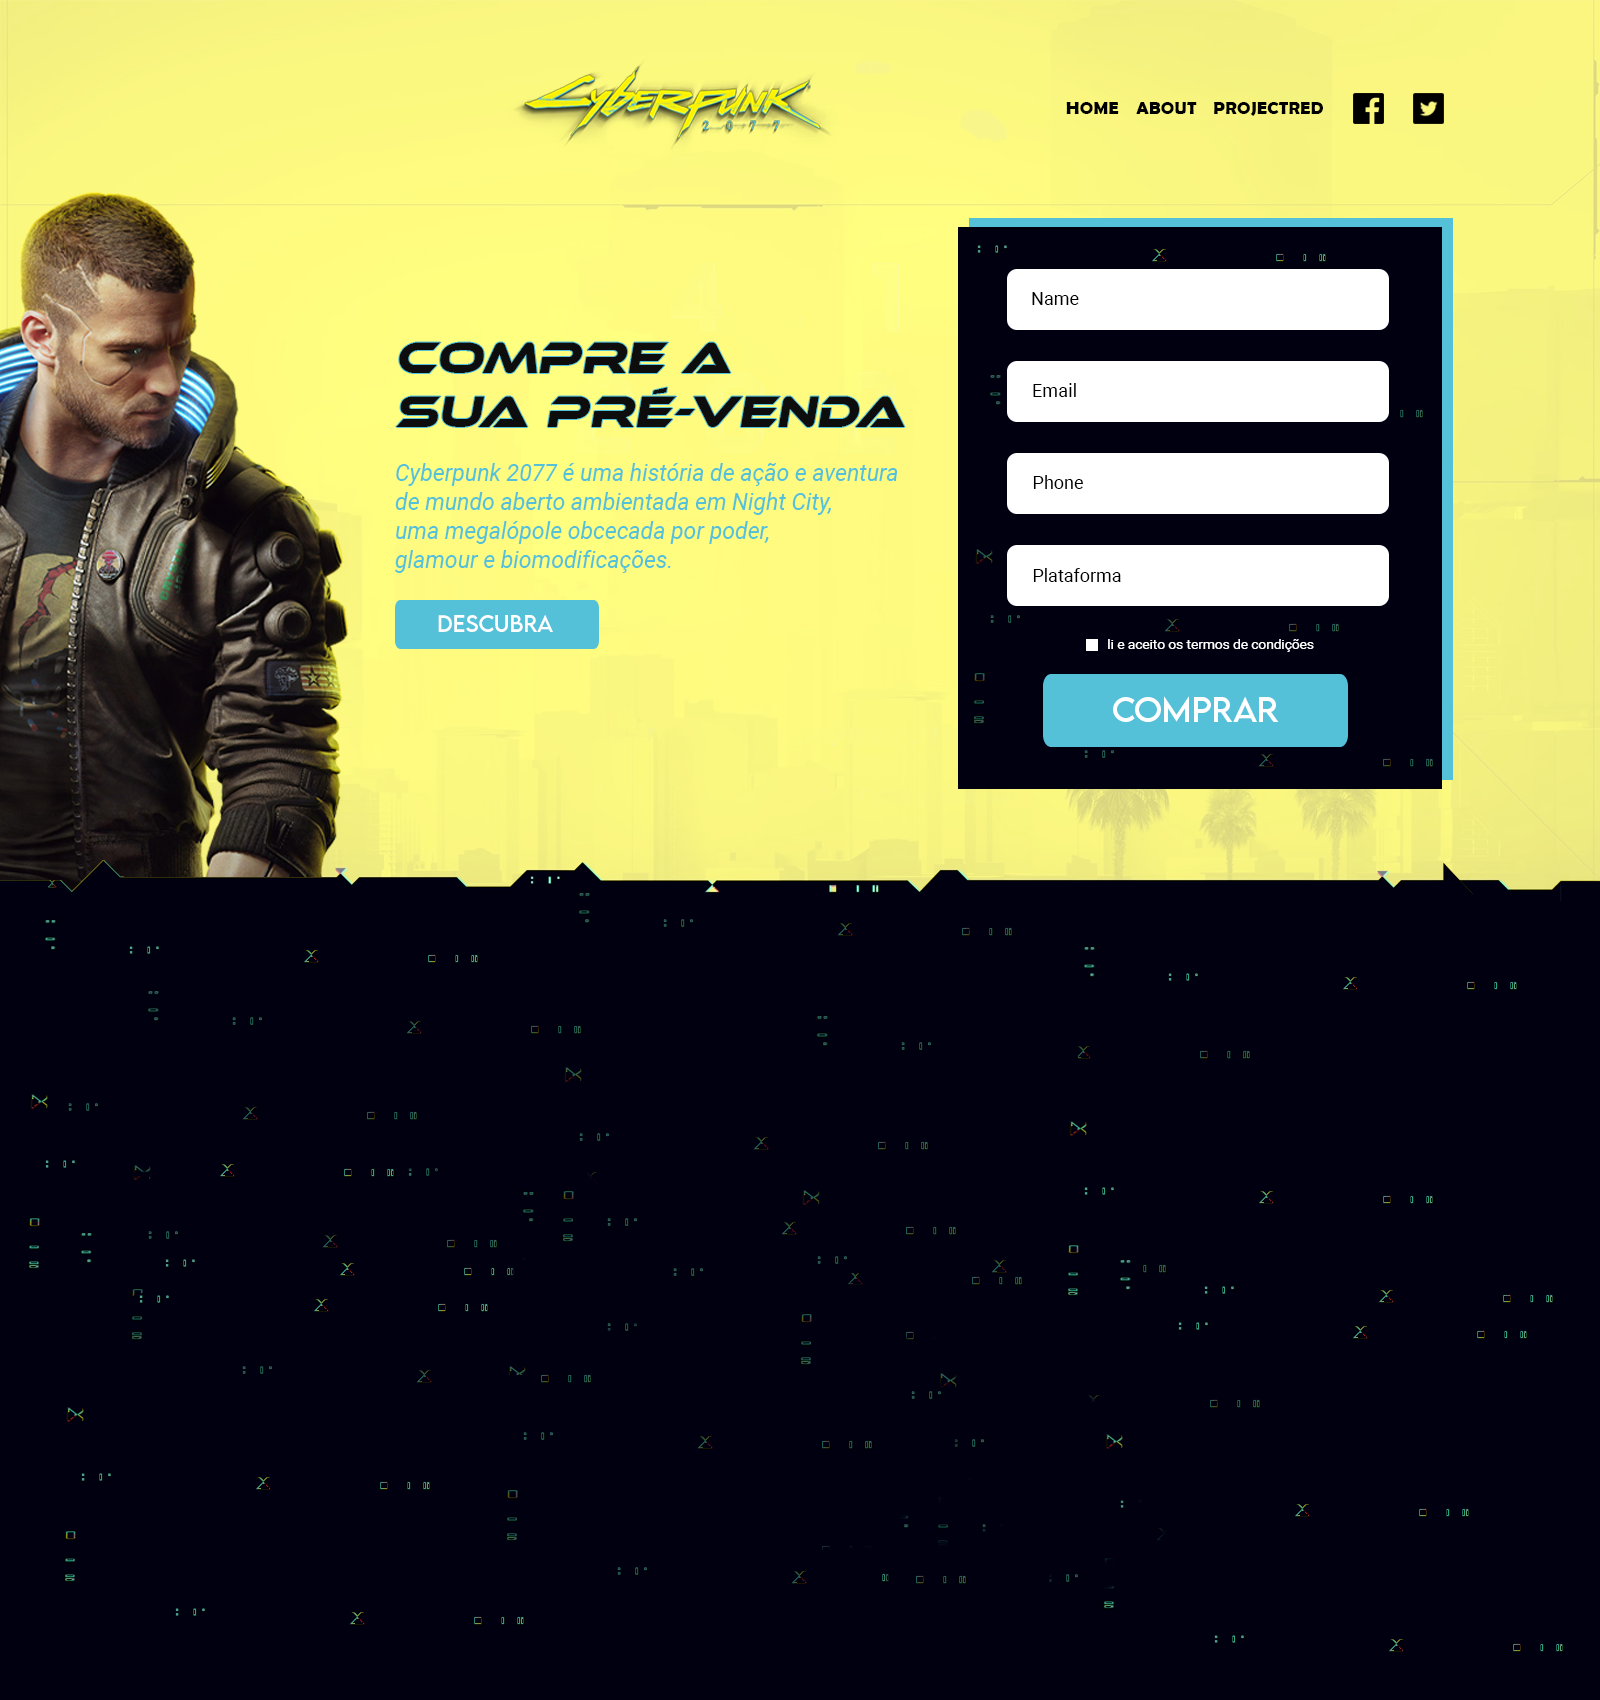 CYBERPUNK
2077
HOME ABOUT PROJECTRED
COMPRE A
SUA PRÉ-VENDA
Cyberpunk 2077 é uma história de ação e aventura
de mundo aberto ambientada em Night City,
uma megalópole obcecada por poder,
glamour e biomodificações.
DESCUBRA
Name
Email
Phone
Plataforma
li e aceito os termos de condições
COMPRAR